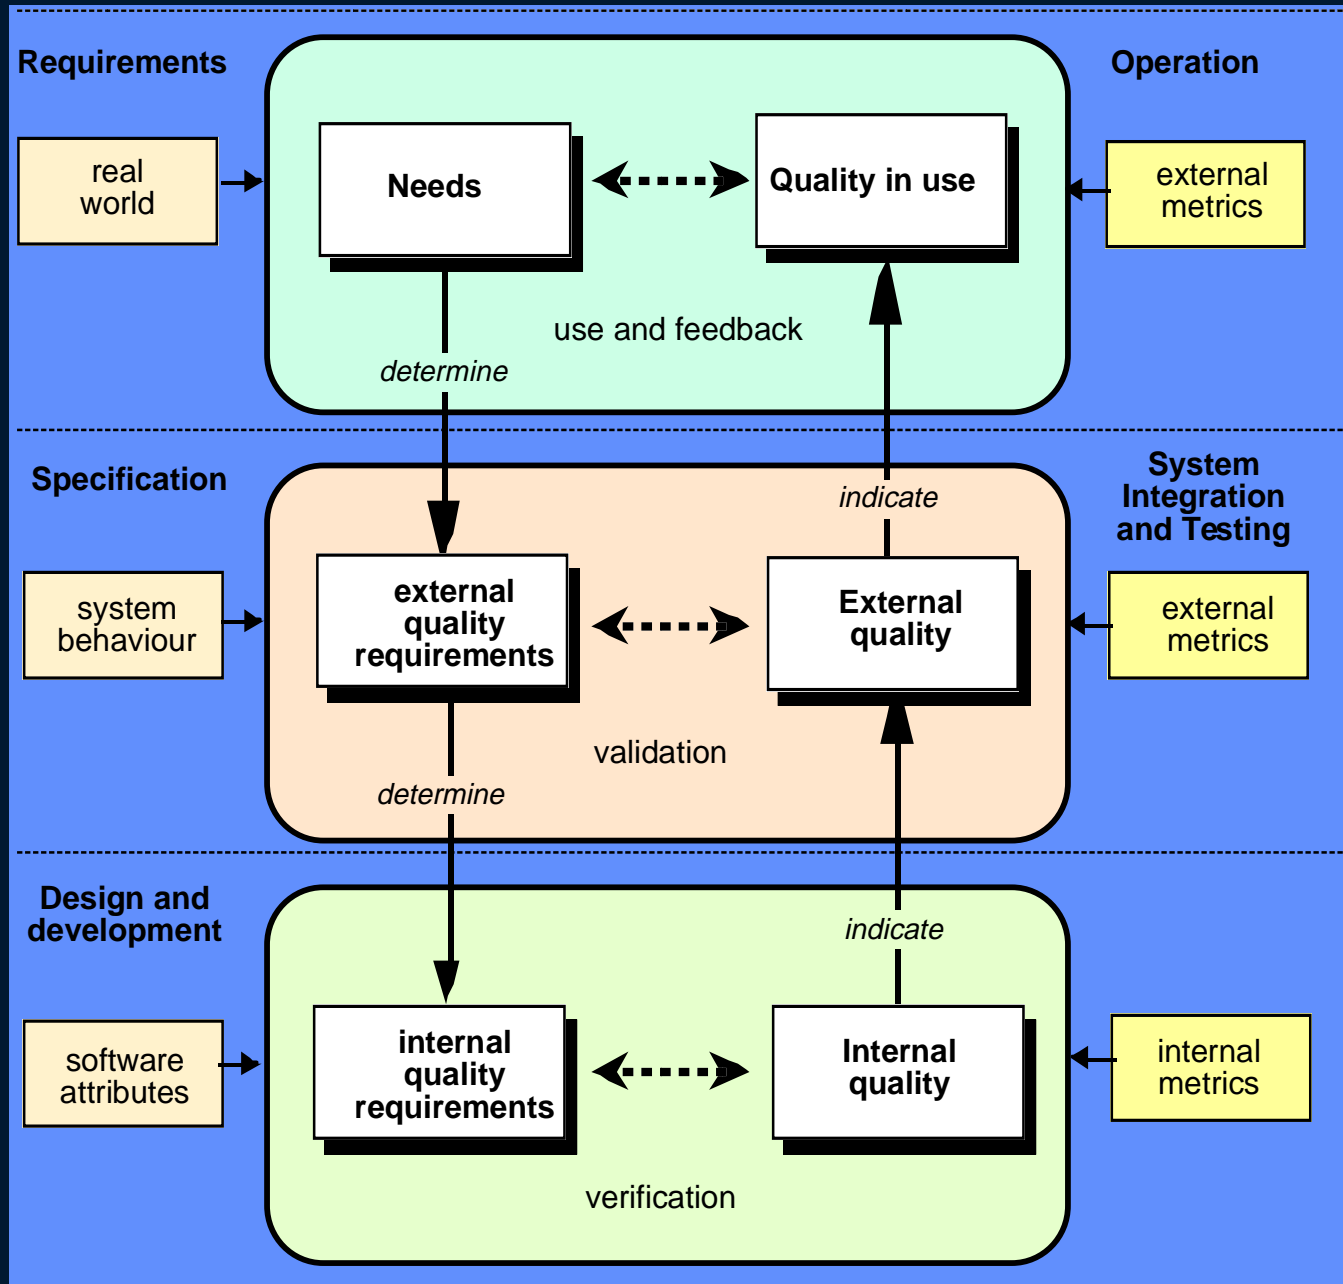 Requirements
Operation
real
world
Needs
Quality in use
external
metrics
use and feedback
determine
Specification
System
Integration
and Testing
indicate
system
behaviour
external
quality
requirements
External
quality
external
metrics
validation
determine
Design and
development
indicate
software
attributes
internal
quality
requirements
Internal
quality
internal
metrics
verification